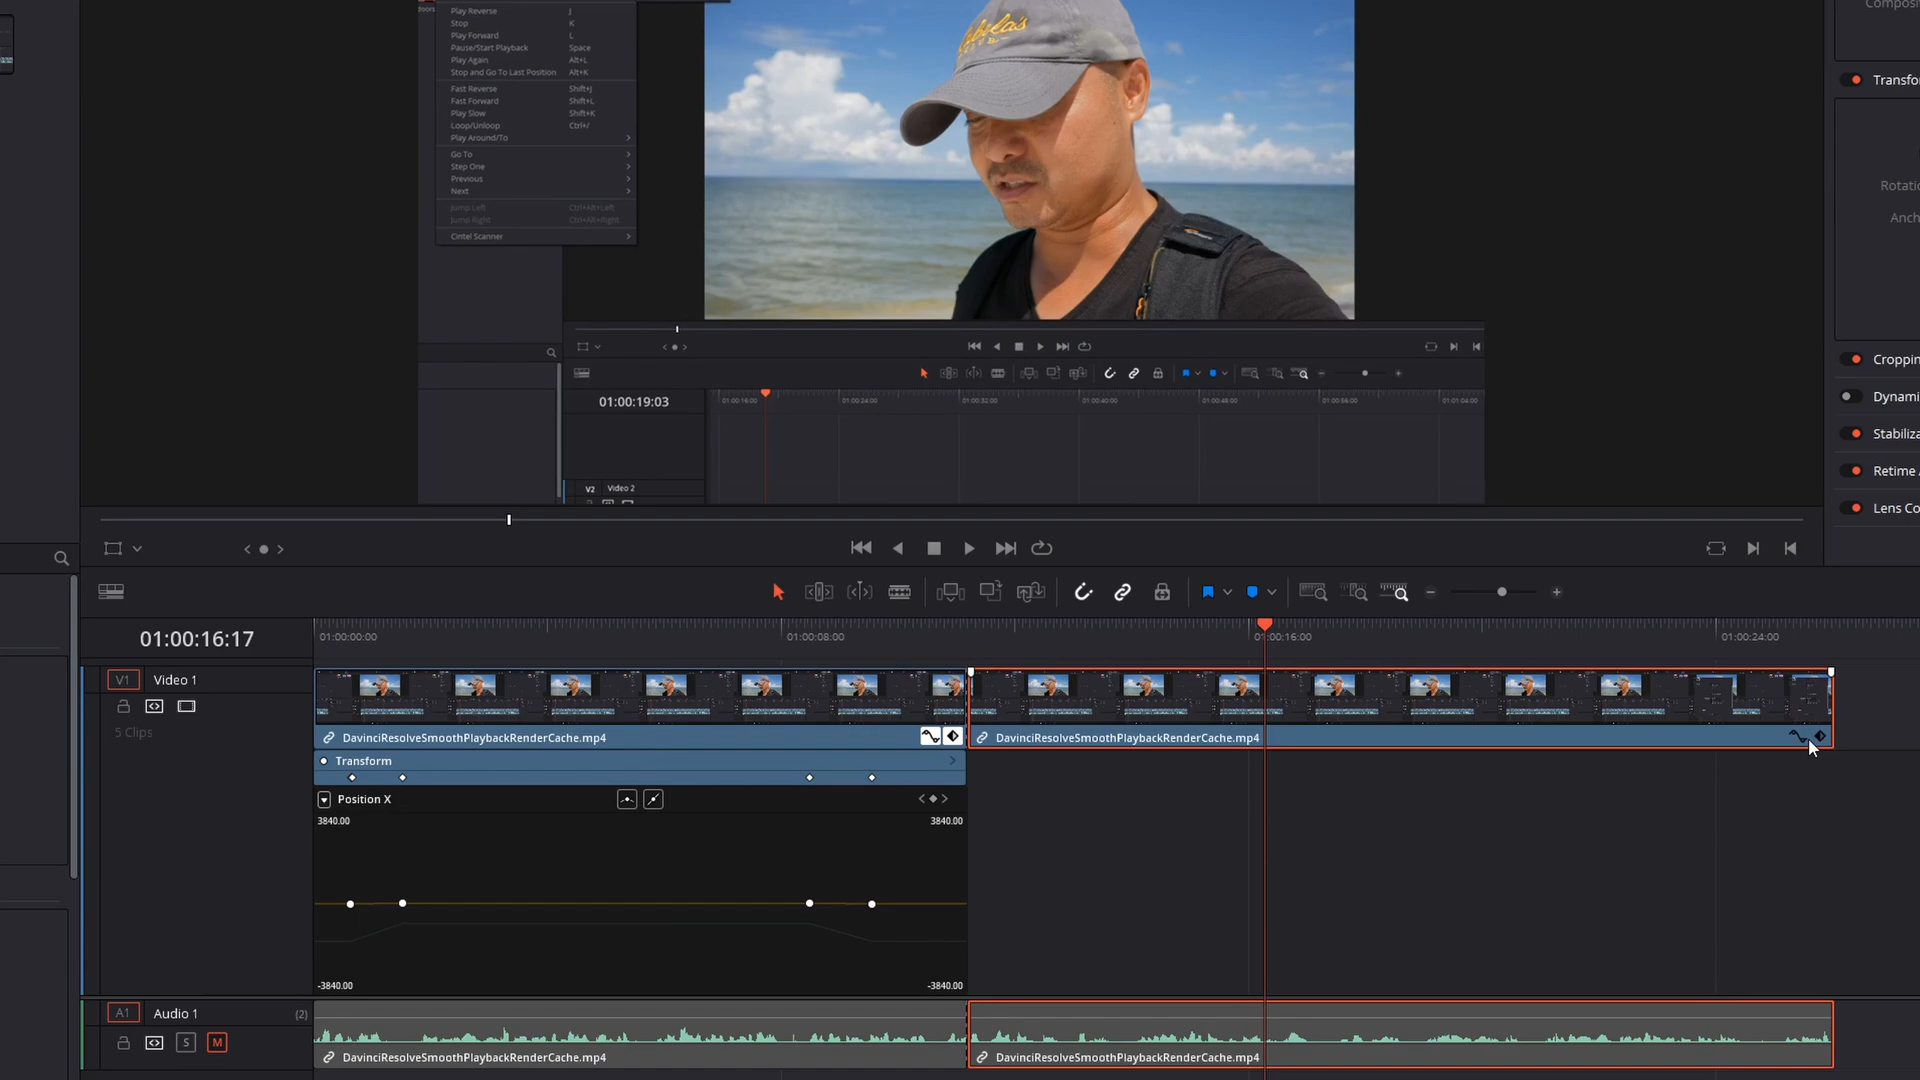 doors
Play Reverse J
Stop K
Play Forward L
Pause/Start Playback Space
Play Again Alt+L
Stop and Go To Last Position Alt+K
Fast Reverse Shift+J
Fast Forward Shift+L
Play Slow Shift+K
Loop/Unloop Ctrl+/
Play Around/To
Go To
Step One
Previous
Next
Jump Left Ctrl+Alt+Left
Jump Right Ctrl+Alt+Right
Cintel Scanner
Composi
Transfo
Rotatio
Anch
Croppin
Dynami
Stabiliza
Retime
Lens Co
01:00:19:03
01:00:16:00 01:00:24:00 01:00:32:00 01:00:40:00 01:00:48:00 01:00:56:00 01:01:04:00
V2 Video 2
01:00:16:17
01:00:00:00 01:00:08:00 01:00:16:00 01:00:24:00
V1 Video 1
5 Clips
DavinciResolveSmoothPlaybackRenderCache.mp4
DavinciResolveSmoothPlaybackRenderCache.mp4
Transform
Position X
3840.00 3840.00
-3840.00 -3840.00
A1 Audio 1 (2)
S M
DavinciResolveSmoothPlaybackRenderCache.mp4
DavinciResolveSmoothPlaybackRenderCache.mp4